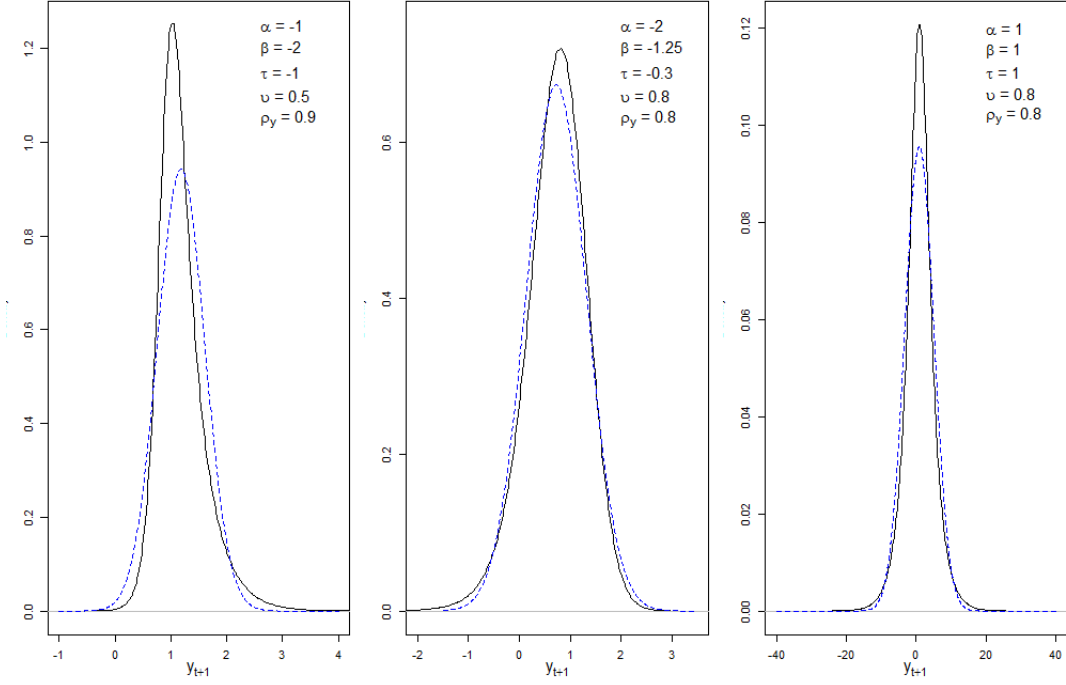 α = -1
β = -2
τ = -1
υ = 0.5
ρy = 0.9
0.0
0.2
0.4
0.6
0.8
1.0
1.2
-1 0 1 2 3 4
yt+1
α = -2
β = -1.25
τ = -0.3
υ = 0.8
ρy = 0.8
0.0
0.2
0.4
0.6
-2 -1 0 1 2 3
yt+1
α = 1
β = 1
τ = 1
υ = 0.8
ρy = 0.8
0.00
0.02
0.04
0.06
0.08
0.10
0.12
-40 -20 0 20 40
yt+1